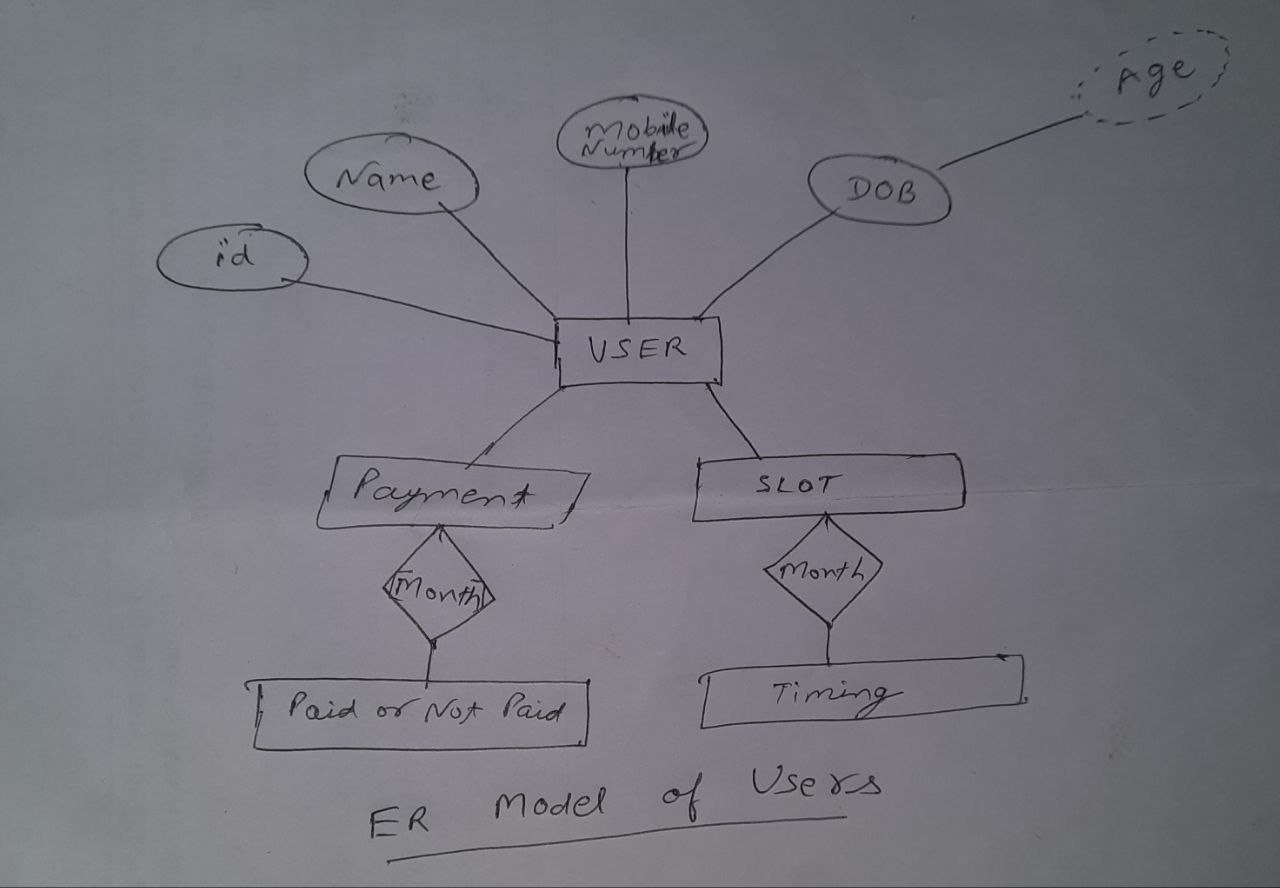 Age
Mobile
Number
Name
DOB
id
USER
Payment
SLOT
Month
Month
Paid or Not Paid
Timing
ER Model of Users